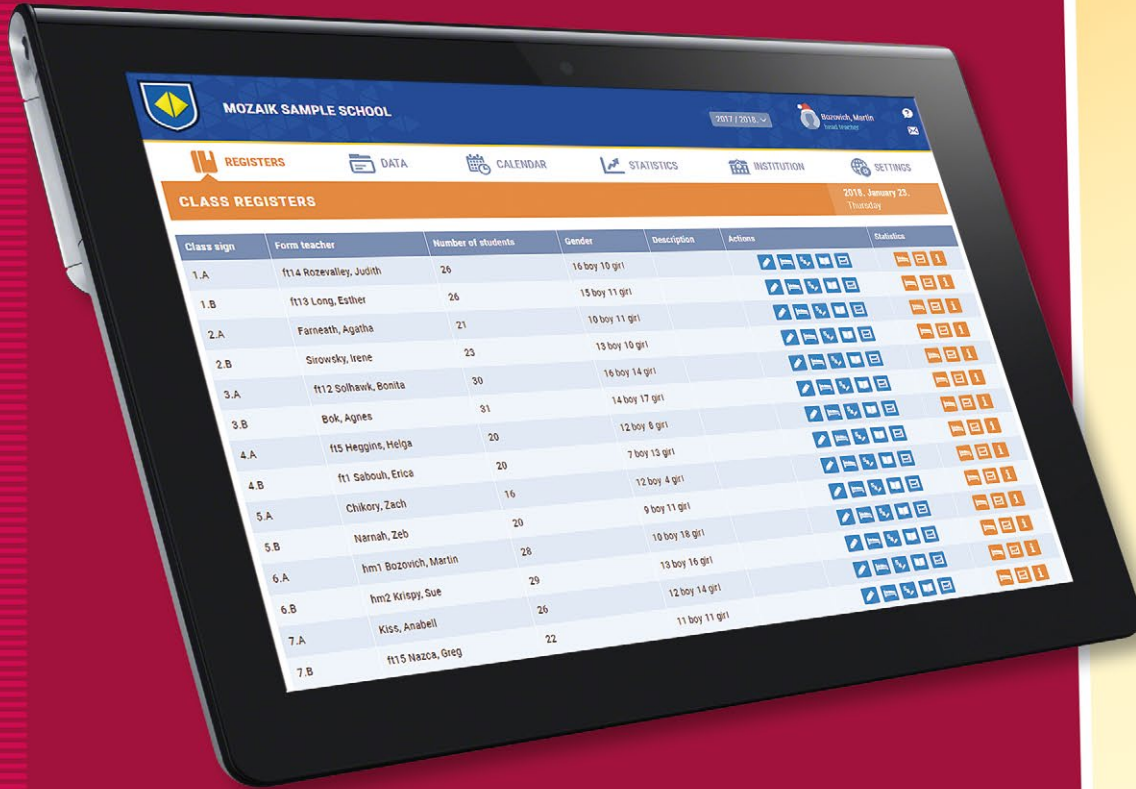 MOZAIK SAMPLE SCHOOL 2017 / 2018. Bozovich, Martin
head teacher
REGISTERS DATA CALENDAR STATISTICS INSTITUTION SETTINGS
CLASS REGISTERS 2018. January 23.
Thursday
Class sign Form teacher Number of students Gender Description Actions Statistics
1.A ft14 Rozevalley, Judith 26 16 boy 10 girl
1.B ft13 Long, Esther 26 15 boy 11 girl
2.A Farneath, Agatha 21 10 boy 11 girl
2.B Sirowsky, Irene 23 13 boy 10 girl
3.A ft12 Solhawk, Bonita 30 16 boy 14 girl
3.B Bok, Agnes 31 14 boy 17 girl
4.A ft5 Heggins, Helga 20 12 boy 8 girl
4.B ft1 Sabouh, Erica 20 7 boy 13 girl
5.A Chikory, Zach 16 12 boy 4 girl
5.B Narnah, Zeb 20 9 boy 11 girl
6.A hm1 Bozovich, Martin 28 10 boy 18 girl
6.B hm2 Krispy, Sue 29 13 boy 16 girl
7.A Kiss, Anabell 26 12 boy 14 girl
7.B ft15 Nazca, Greg 22 11 boy 11 girl